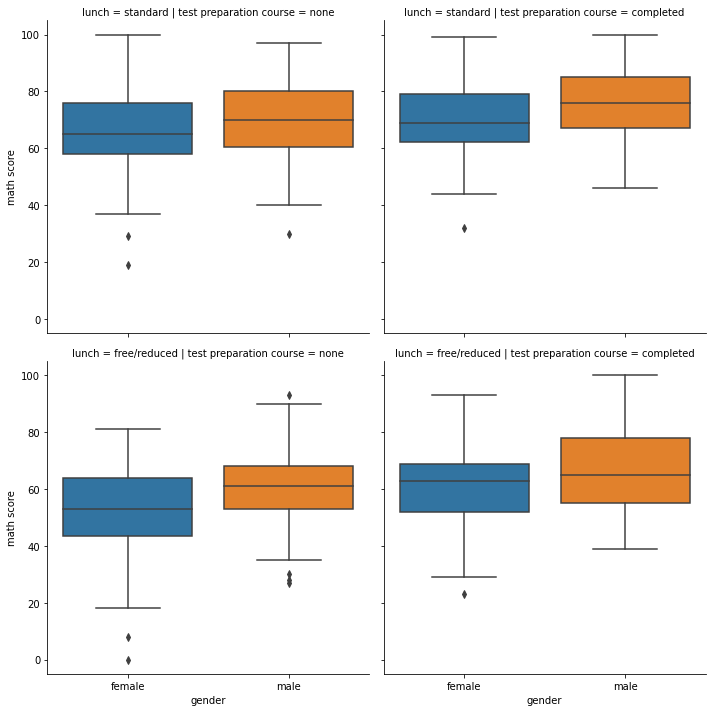 lunch = standard | test preparation course = none
lunch = standard | test preparation course = completed
100
80
60
40
20
0
math score
lunch = free/reduced | test preparation course = none
lunch = free/reduced | test preparation course = completed
100
80
60
40
20
0
math score
female
male
female
male
gender
gender